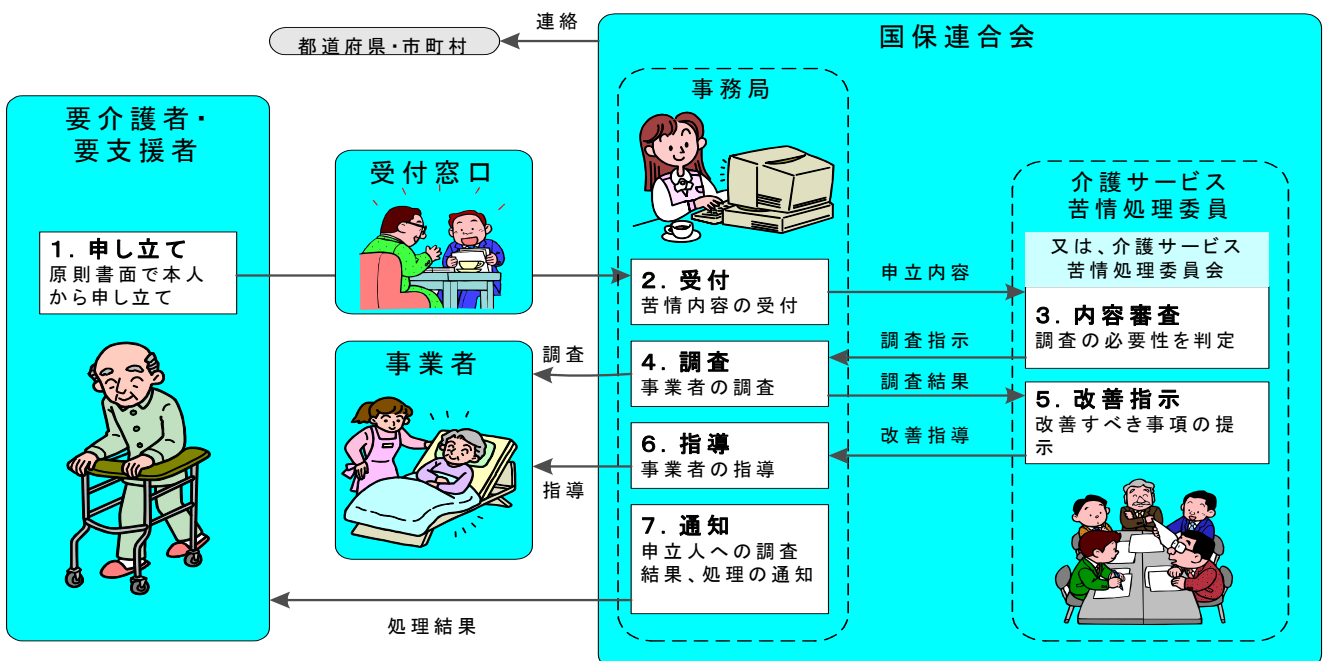 連絡
都道府県・市町村
国保連合会
要介護者・
要支援者
1. 申し立て
原則書面で本人
から申し立て
受付窓口
事業者
調査
指導
事務局
2. 受付
苦情内容の受付
4. 調査
事業者の調査
6. 指導
事業者の指導
7. 通知
申立人への調査
結果、処理の通知
処理結果
申立内容
調査指示
調査結果
改善指導
介護サービス
苦情処理委員
又は、介護サービス
苦情処理委員会
3. 内容審査
調査の必要性を判定
5. 改善指示
改善すべき事項の提
示